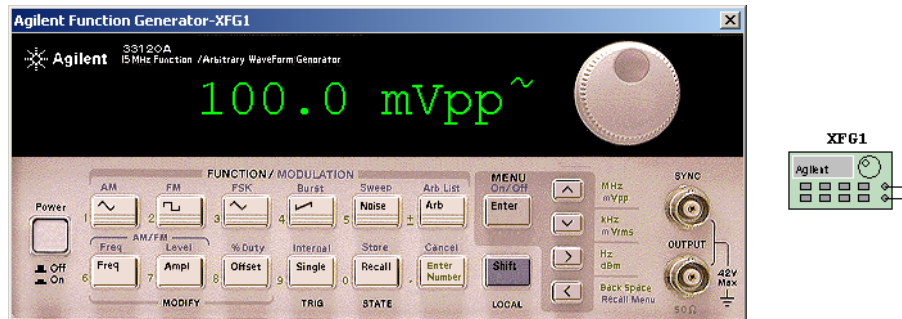 Agilent Function Generator-XFG1
Agilent 33120A
15 MHz Function / Arbitrary WaveForm Genorator
100.0 mVpp~
XFG1
Agilent
FUNCTION / MODULATION
AM FM FSK Burst Sweep Arb List
MENU
On/Off
SYNC
Power
1 2 3 4 5 Noise ± Arb
Enter
MHz
mVpp
kHz
mVrms
AM/FM
Freq Level % Duty Internal Store Cancel
OUTPUT
Off
On
6 Freq 7 Ampl 8 Offset 9 Single 0 Recall . Enter
Number
Shift
Hz
dBm
42V
Max
Back Space
Recall Menu
MODIFY TRIG STATE LOCAL
50Ω